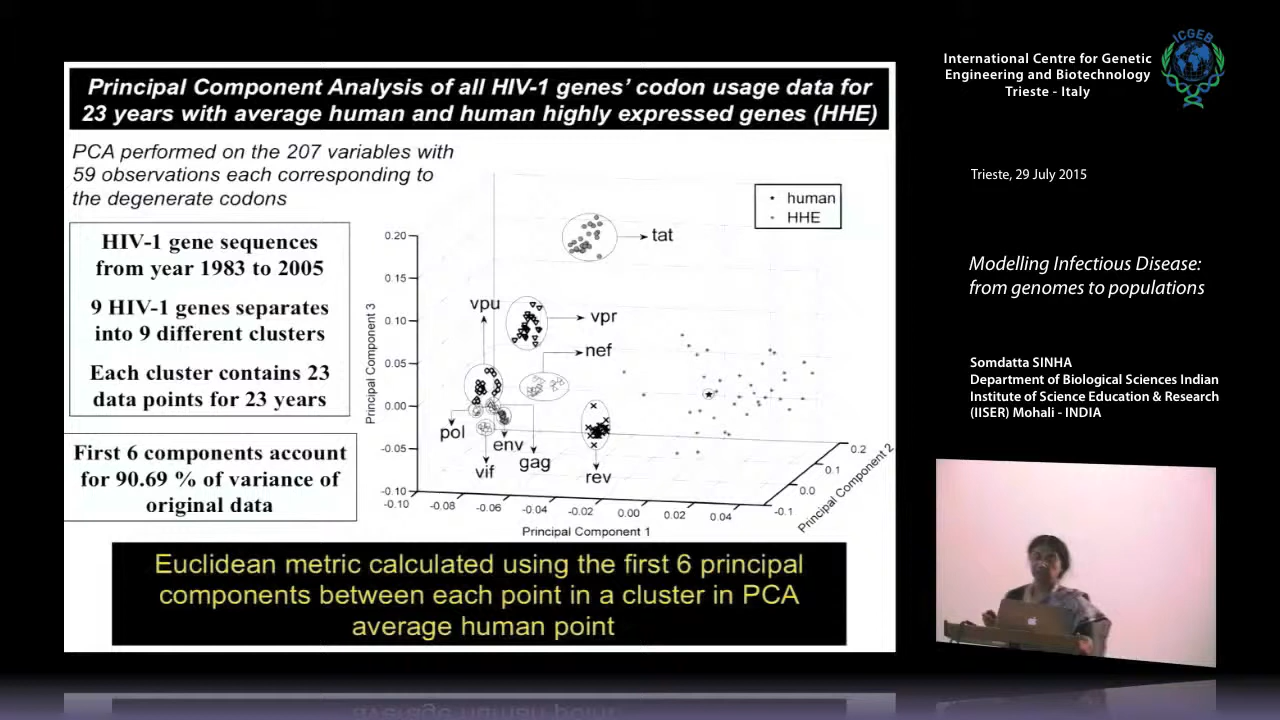 Principal Component Analysis of all HIV-1 genes' codon usage data for
23 years with average human and human highly expressed genes (HHE)
PCA performed on the 207 variables with
59 observations each corresponding to
the degenerate codons
HIV-1 gene sequences
from year 1983 to 2005
9 HIV-1 genes separates
into 9 different clusters
Each cluster contains 23
data points for 23 years
First 6 components account
for 90.69 % of variance of
original data
human
HHE
tat
vpu
vpr
nef
pol
env
vif
gag
rev
0.20
0.15
0.10
0.05
0.00
-0.05
-0.10
Principal Component 3
-0.10
-0.08
-0.06
-0.04
-0.02
0.00
0.02
0.04
Principal Component 1
-0.1
0.0
0.1
0.2
Principal Component 2
Euclidean metric calculated using the first 6 principal
components between each point in a cluster in PCA
average human point
International Centre for Genetic
Engineering and Biotechnology
Trieste - Italy
ICGEB
Trieste, 29 July 2015
Modelling Infectious Disease:
from genomes to populations
Somdatta SINHA
Department of Biological Sciences Indian
Institute of Science Education & Research
(IISER) Mohali - INDIA